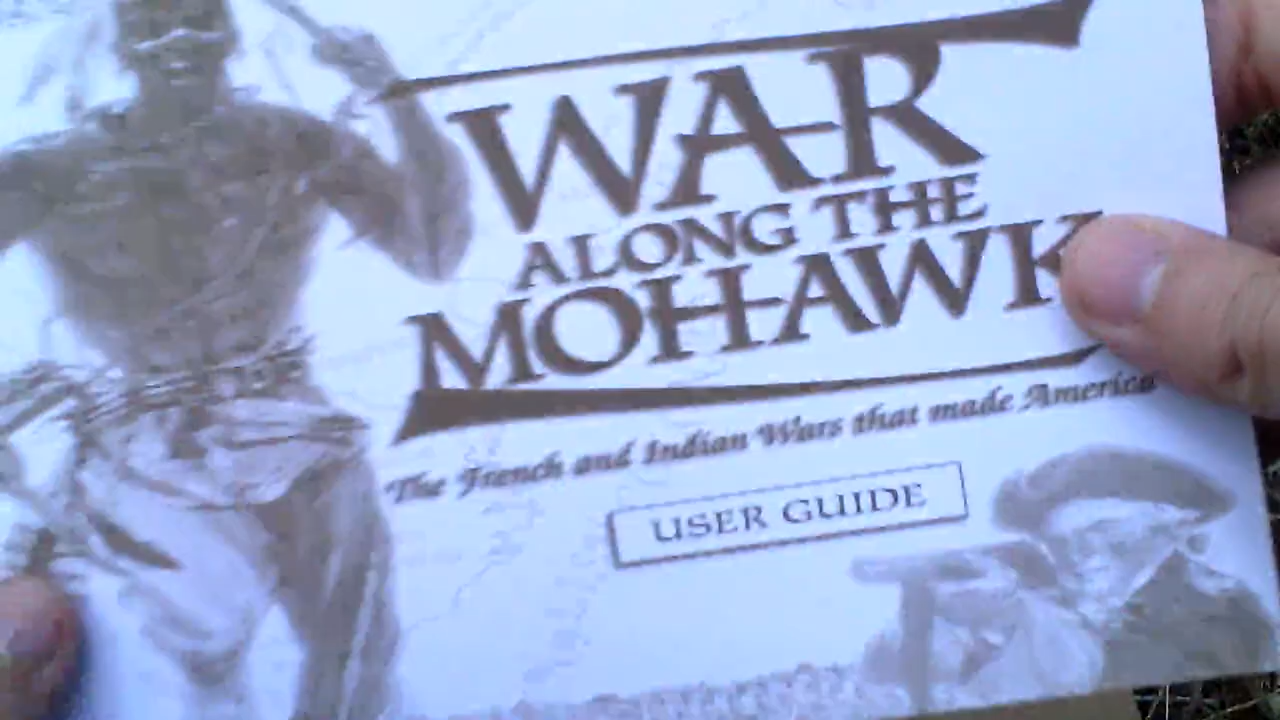 WAR
ALONG THE
MOHAWK
The French and Indian Wars that made America
USER GUIDE